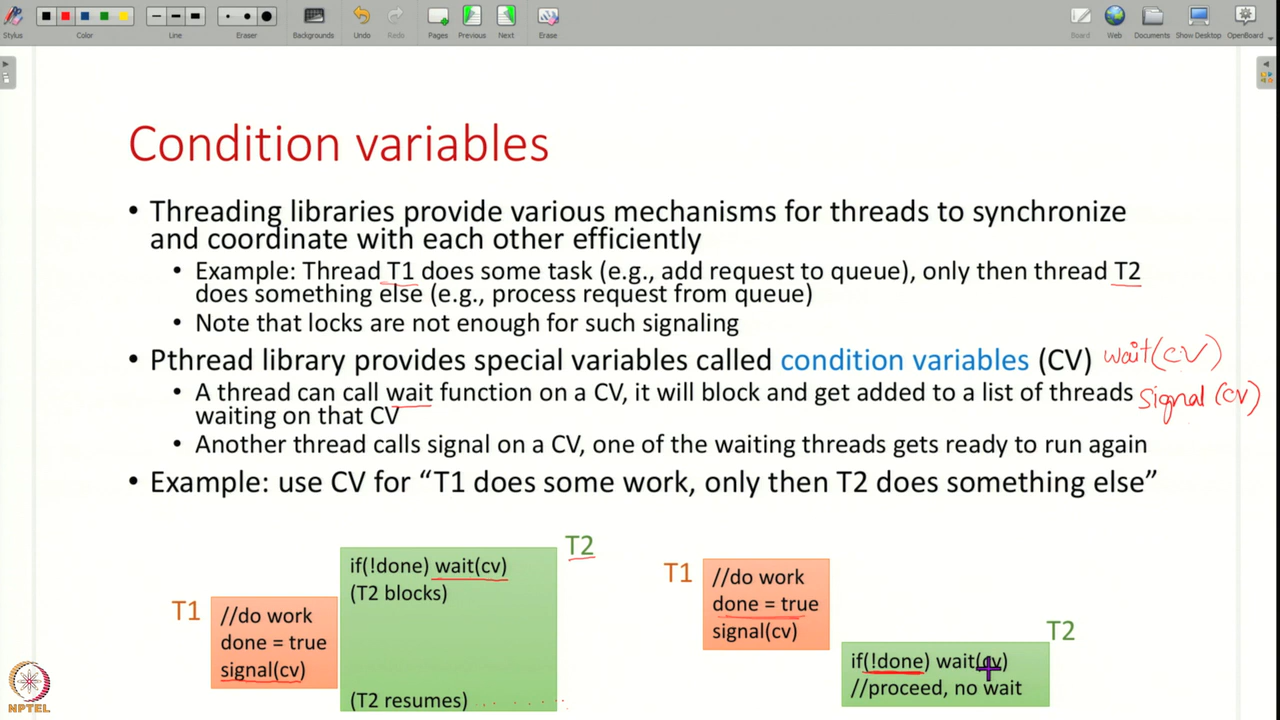 Stylus
Color
Line
Eraser
Backgrounds
Undo
Redo
Pages
Previous
Next
Erase
Board
Web
Documents
Show Desktop
OpenBoard
Condition variables
• Threading libraries provide various mechanisms for threads to synchronize
and coordinate with each other efficiently
• Example: Thread T1 does some task (e.g., add request to queue), only then thread T2
does something else (e.g., process request from queue)
• Note that locks are not enough for such signaling
• Pthread library provides special variables called condition variables (CV) wait(CV)
• A thread can call wait function on a CV, it will block and get added to a list of threads signal (CV)
waiting on that CV
• Another thread calls signal on a CV, one of the waiting threads gets ready to run again
• Example: use CV for “T1 does some work, only then T2 does something else”
T1
//do work
done = true
signal(cv)
T2
if(!done) wait(cv)
(T2 blocks)
(T2 resumes)
T1
//do work
done = true
signal(cv)
T2
if(!done) wait(cv)
//proceed, no wait
NPTEL